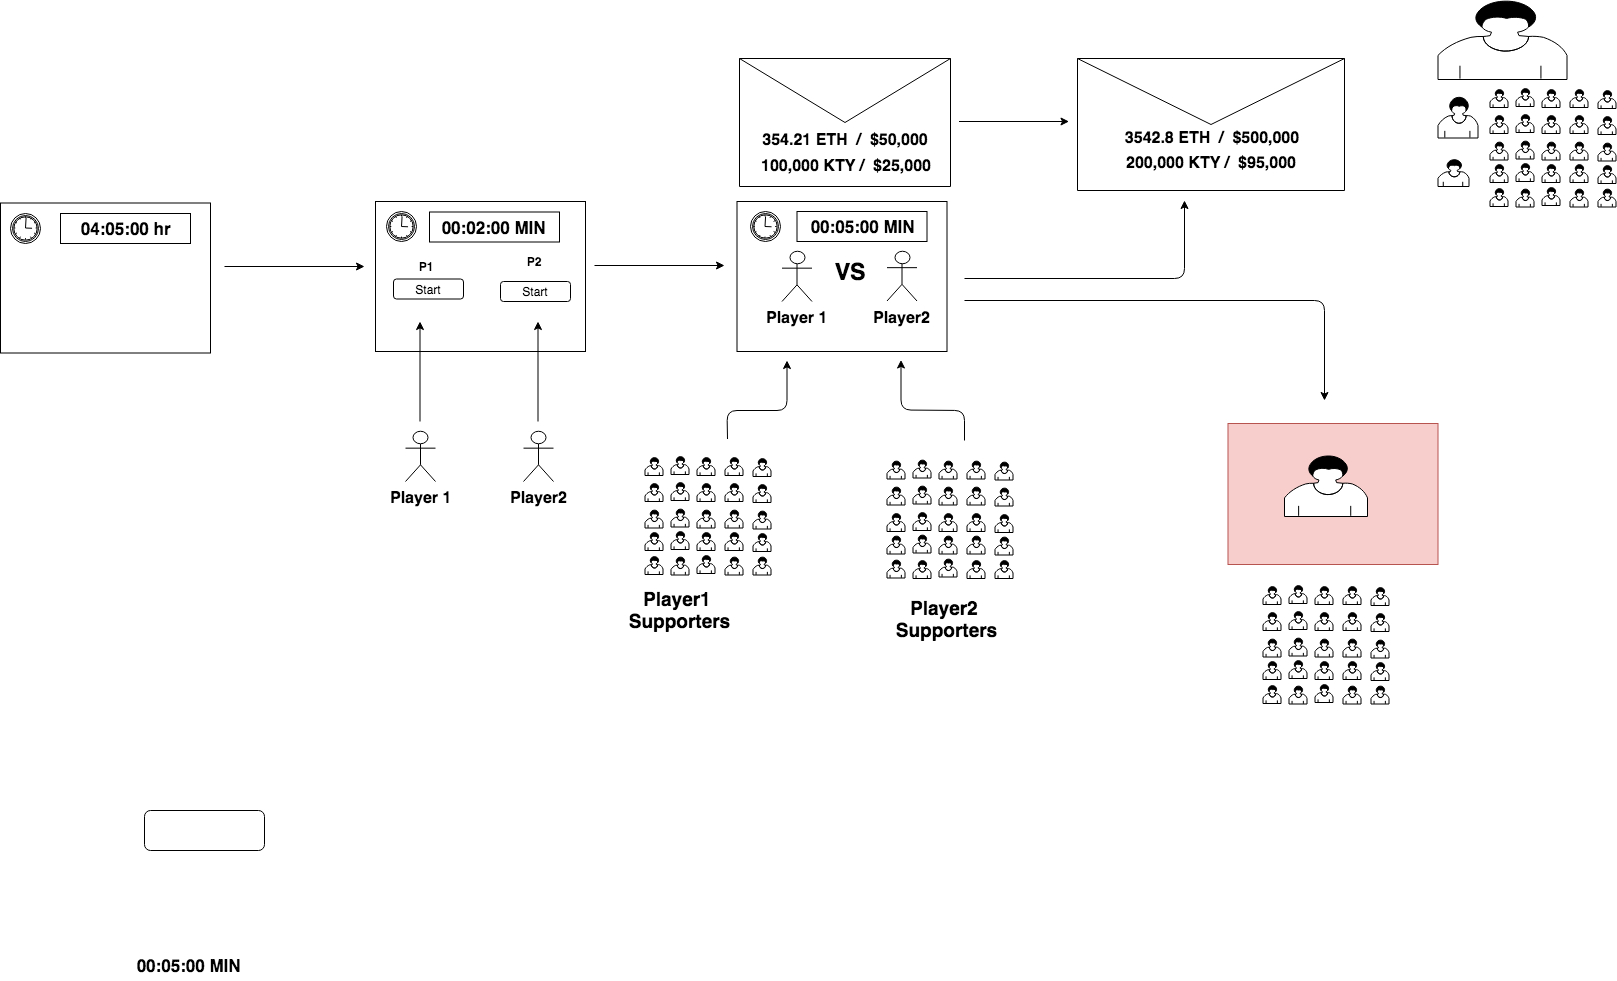 354.21 ETH / $50,000
100,000 KTY / $25,000
3542.8 ETH / $500,000
200,000 KTY / $95,000
04:05:00 hr
00:02:00 MIN
P1
P2
Start
Start
00:05:00 MIN
VS
Player 1
Player2
Player 1
Player2
Player1
Supporters
Player2
Supporters
00:05:00 MIN